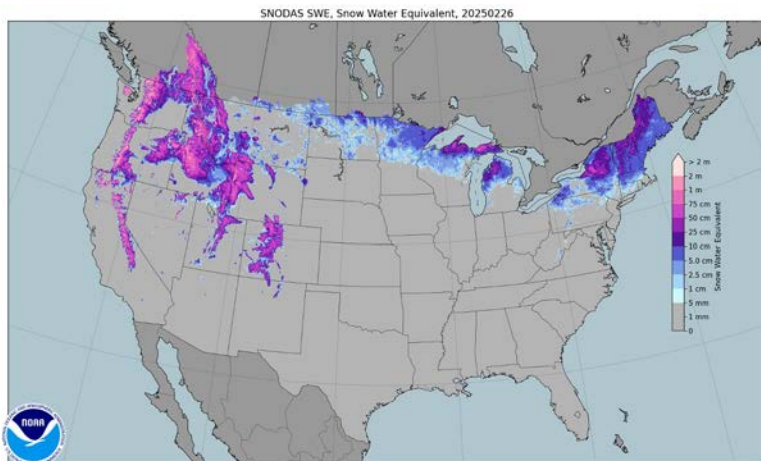 SNODAS SWE, Snow Water Equivalent, 20250226
> 2 m
2 m
1 m
75 cm
50 cm
25 cm
10 cm
5.0 cm
2.5 cm
1 cm
5 mm
1 mm
0
Snow Water Equivalent
NOAA